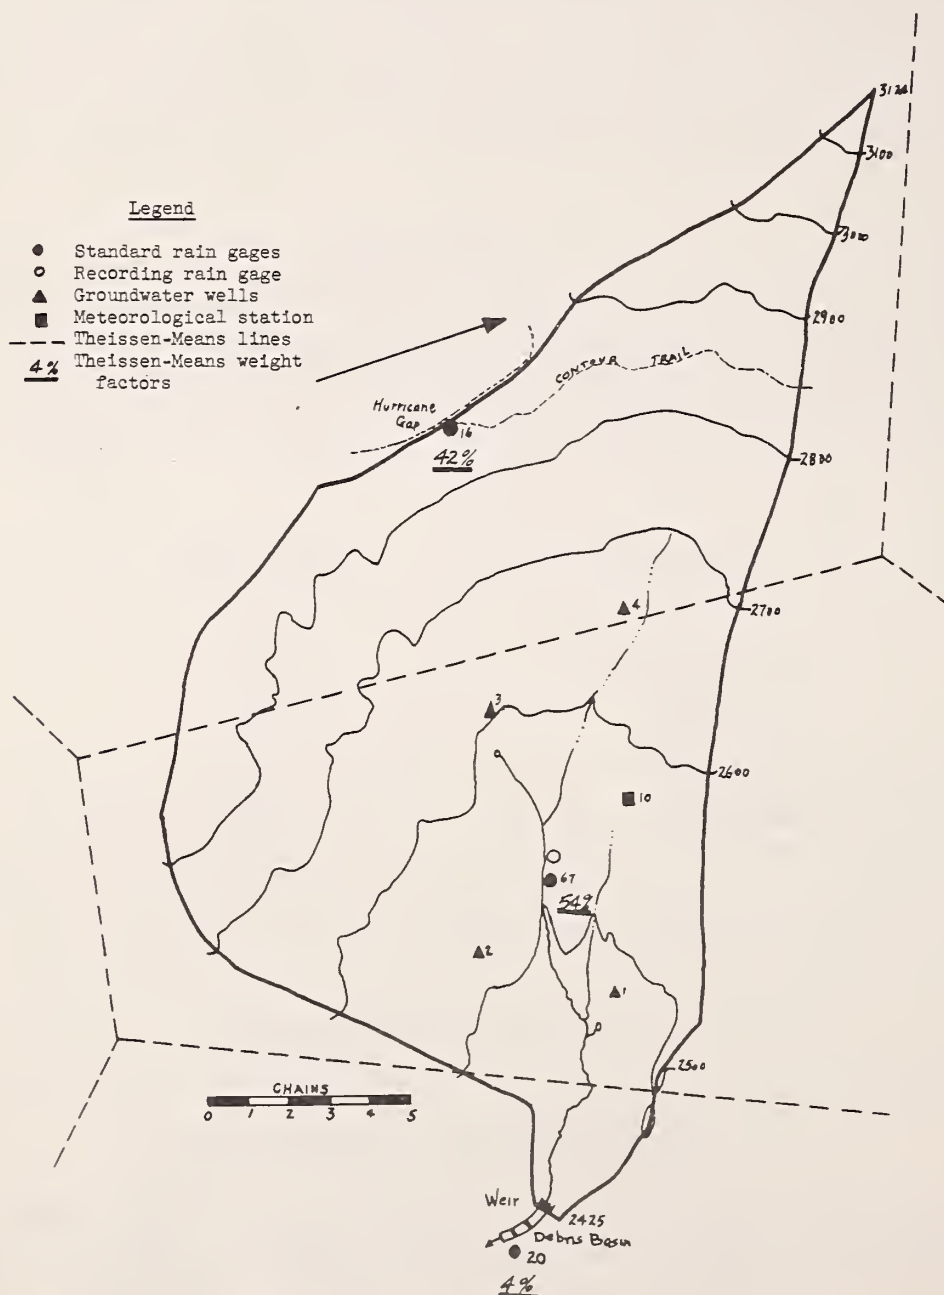 3124
3100
3000
2900
Legend
Standard rain gages
Recording rain gage
Groundwater wells
Meteorological station
Theissen-Means lines
4% Theissen-Means weight
factors
CONTOUR TRAIL
Hurricane
Gap
16
42%
2800
4
2700
3
2600
10
67
54%
2
1
2500
CHAINS
0 1 2 3 4 5
Weir
2425
Debris Basin
20
4%